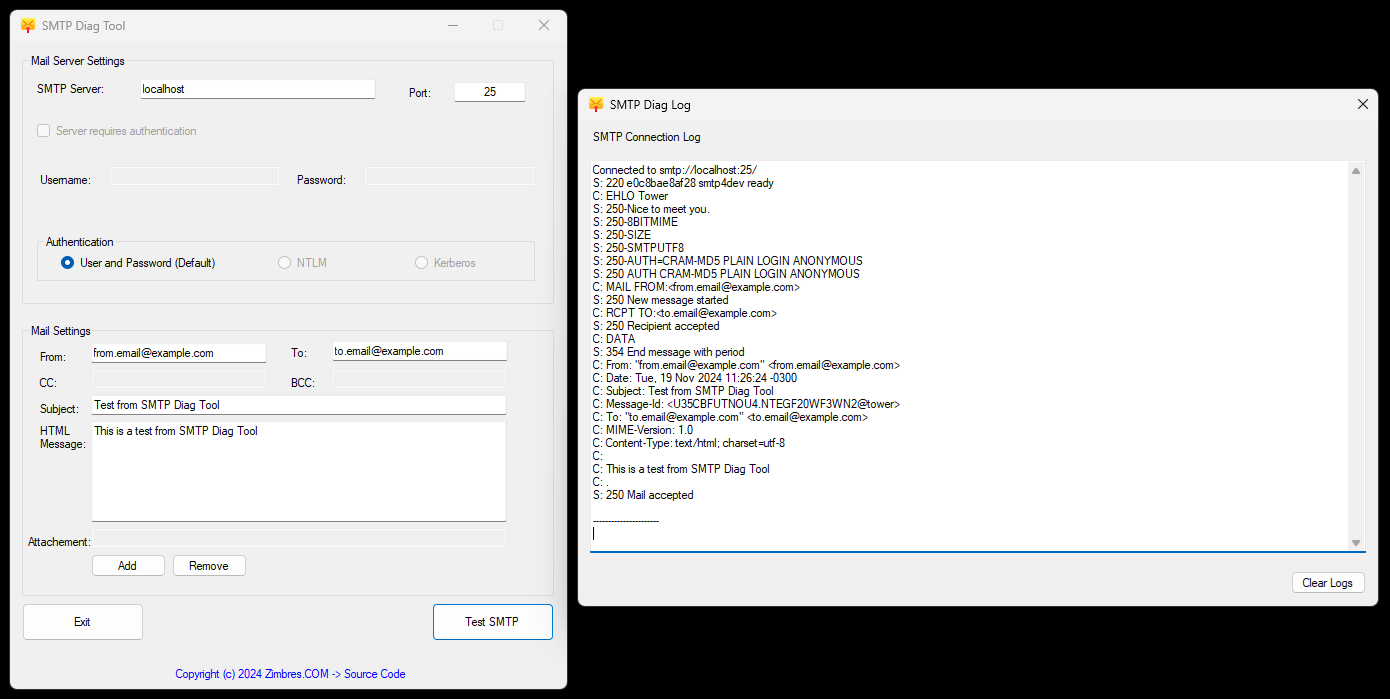 SMTP Diag Tool
Mail Server Settings
SMTP Server: localhost Port: 25
Server requires authentication
Username: Password:
Authentication
User and Password (Default) NTLM Kerberos
Mail Settings
From: from.email@example.com To: to.email@example.com
CC: BCC:
Subject: Test from SMTP Diag Tool
HTML Message: This is a test from SMTP Diag Tool
Attachement:
Add Remove
Exit Test SMTP
Copyright (c) 2024 Zimbres.COM -> Source Code
SMTP Diag Log
SMTP Connection Log
Connected to smtp://localhost:25/
S: 220 e0c8bae8af28 smtp4dev ready
C: EHLO Tower
S: 250-Nice to meet you.
S: 250-8BITMIME
S: 250-SIZE
S: 250-SMTPUTF8
S: 250-AUTH=CRAM-MD5 PLAIN LOGIN ANONYMOUS
S: 250 AUTH CRAM-MD5 PLAIN LOGIN ANONYMOUS
C: MAIL FROM:<from.email@example.com>
S: 250 New message started
C: RCPT TO:<to.email@example.com>
S: 250 Recipient accepted
C: DATA
S: 354 End message with period
C: From: "from.email@example.com" <from.email@example.com>
C: Date: Tue, 19 Nov 2024 11:26:24 -0300
C: Subject: Test from SMTP Diag Tool
C: Message-Id: <U35CBFUTNOU4.NTEGF20WF3WN2@tower>
C: To: "to.email@example.com" <to.email@example.com>
C: MIME-Version: 1.0
C: Content-Type: text/html; charset=utf-8
C:
C: This is a test from SMTP Diag Tool
C: .
S: 250 Mail accepted
----------------------
Clear Logs